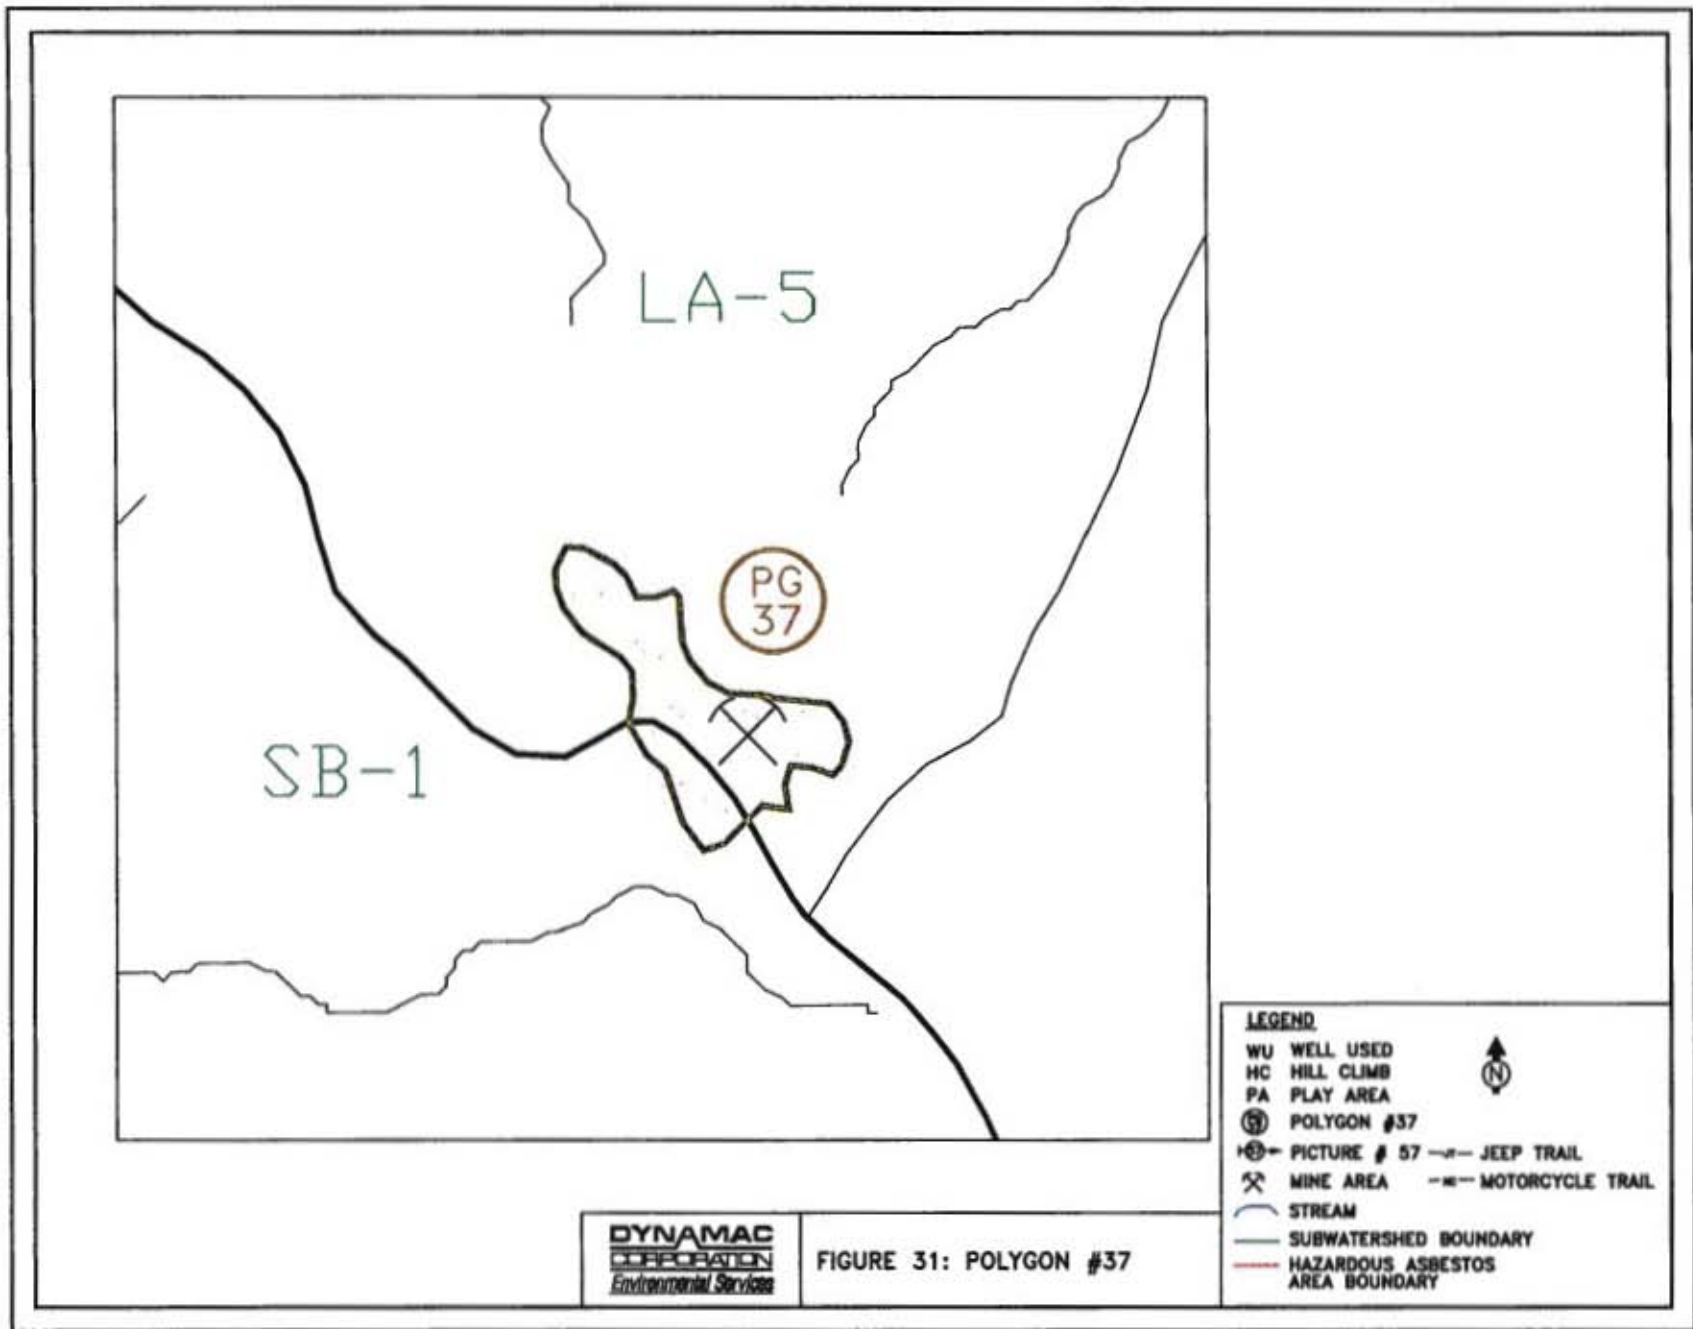 LA-5
PG
37
SB-1
LEGEND
WU WELL USED
HC HILL CLIMB
PA PLAY AREA
N
POLYGON #37
PICTURE # 57 JEEP TRAIL
MINE AREA MOTORCYCLE TRAIL
STREAM
SUBWATERSHED BOUNDARY
HAZARDOUS ASBESTOS
AREA BOUNDARY
DYNAMAC
CORPORATION
Environmental Services
FIGURE 31: POLYGON #37